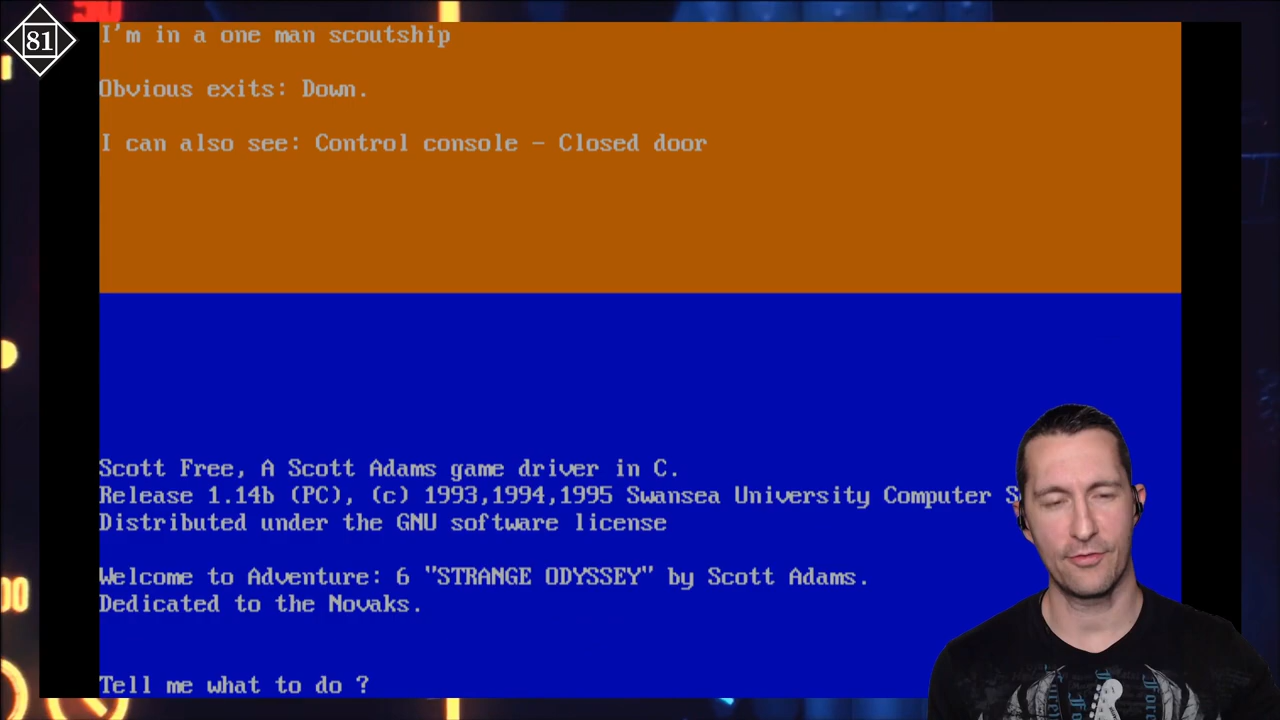 81
I'm in a one man scoutship
Obvious exits: Down.
I can also see: Control console - Closed door
Scott Free, A Scott Adams game driver in C.
Release 1.14b (PC), (c) 1993,1994,1995 Swansea University Computer
Distributed under the GNU software license
Welcome to Adventure: 6 "STRANGE ODYSSEY" by Scott Adams.
Dedicated to the Novaks.
Tell me what to do ?